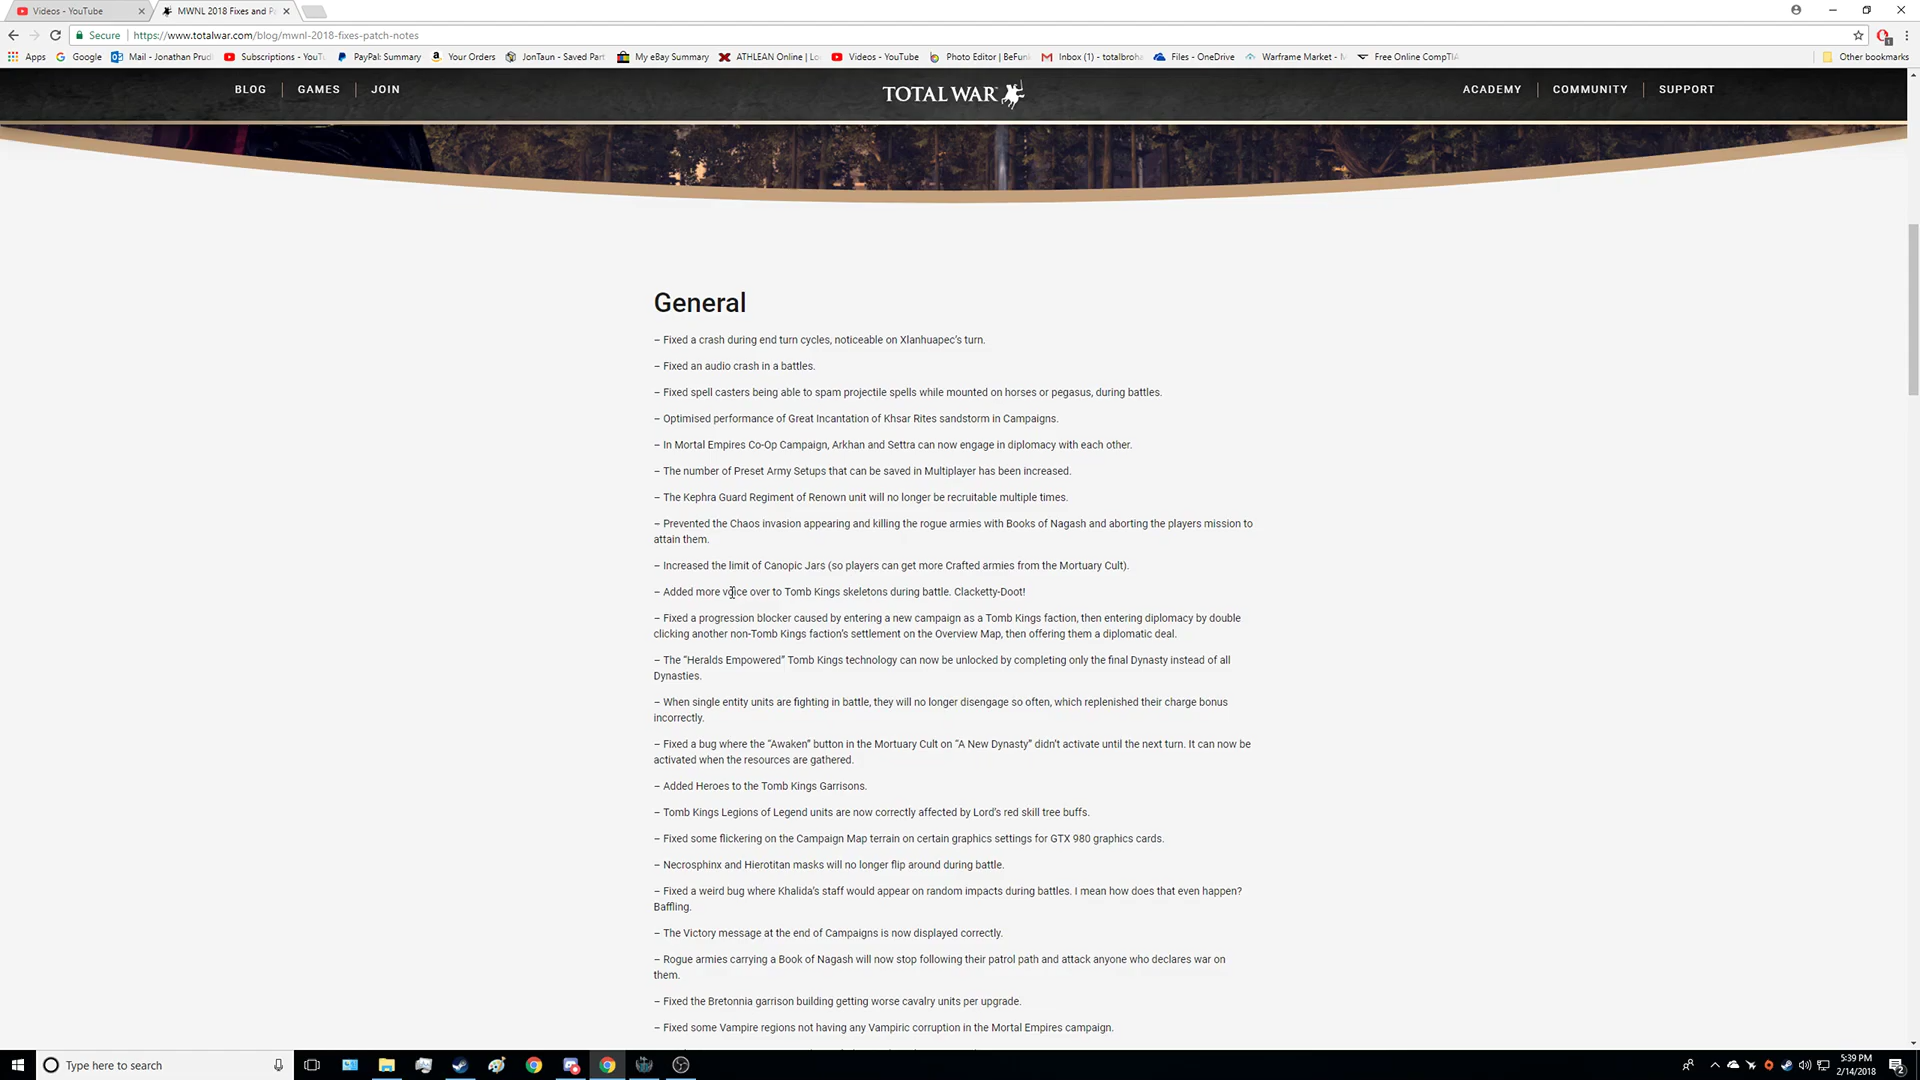 Videos - YouTube
MWNL 2018 Fixes and P
Secure
https://www.totalwar.com/blog/mwnl-2018-fixes-patch-notes
Apps
Google
Mail - Jonathan Prud
Subscriptions - YouT
PayPal: Summary
Your Orders
JonTaun - Saved Part
My eBay Summary
ATHLEAN Online | Lo
Videos - YouTube
Photo Editor | BeFunk
Inbox (1) - totalbroha
Files - OneDrive
Warframe Market - M
Free Online CompTIA
Other bookmarks
BLOG
GAMES
JOIN
TOTAL WAR
ACADEMY
COMMUNITY
SUPPORT
General
– Fixed a crash during end turn cycles, noticeable on Xlanhuapec’s turn.
– Fixed an audio crash in a battles.
– Fixed spell casters being able to spam projectile spells while mounted on horses or pegasus, during battles.
– Optimised performance of Great Incantation of Khsar Rites sandstorm in Campaigns.
– In Mortal Empires Co-Op Campaign, Arkhan and Settra can now engage in diplomacy with each other.
– The number of Preset Army Setups that can be saved in Multiplayer has been increased.
– The Kephra Guard Regiment of Renown unit will no longer be recruitable multiple times.
– Prevented the Chaos invasion appearing and killing the rogue armies with Books of Nagash and aborting the players mission to
attain them.
– Increased the limit of Canopic Jars (so players can get more Crafted armies from the Mortuary Cult).
– Added more voice over to Tomb Kings skeletons during battle. Clacketty-Doot!
– Fixed a progression blocker caused by entering a new campaign as a Tomb Kings faction, then entering diplomacy by double
clicking another non-Tomb Kings faction’s settlement on the Overview Map, then offering them a diplomatic deal.
– The “Heralds Empowered” Tomb Kings technology can now be unlocked by completing only the final Dynasty instead of all
Dynasties.
– When single entity units are fighting in battle, they will no longer disengage so often, which replenished their charge bonus
incorrectly.
– Fixed a bug where the “Awaken” button in the Mortuary Cult on “A New Dynasty” didn’t activate until the next turn. It can now be
activated when the resources are gathered.
– Added Heroes to the Tomb Kings Garrisons.
– Tomb Kings Legions of Legend units are now correctly affected by Lord’s red skill tree buffs.
– Fixed some flickering on the Campaign Map terrain on certain graphics settings for GTX 980 graphics cards.
– Necrosphinx and Hierotitan masks will no longer flip around during battle.
– Fixed a weird bug where Khalida’s staff would appear on random impacts during battles. I mean how does that even happen?
Baffling.
– The Victory message at the end of Campaigns is now displayed correctly.
– Rogue armies carrying a Book of Nagash will now stop following their patrol path and attack anyone who declares war on
them.
– Fixed the Bretonnia garrison building getting worse cavalry units per upgrade.
– Fixed some Vampire regions not having any Vampiric corruption in the Mortal Empires campaign.
Type here to search
5:39 PM
2/14/2018